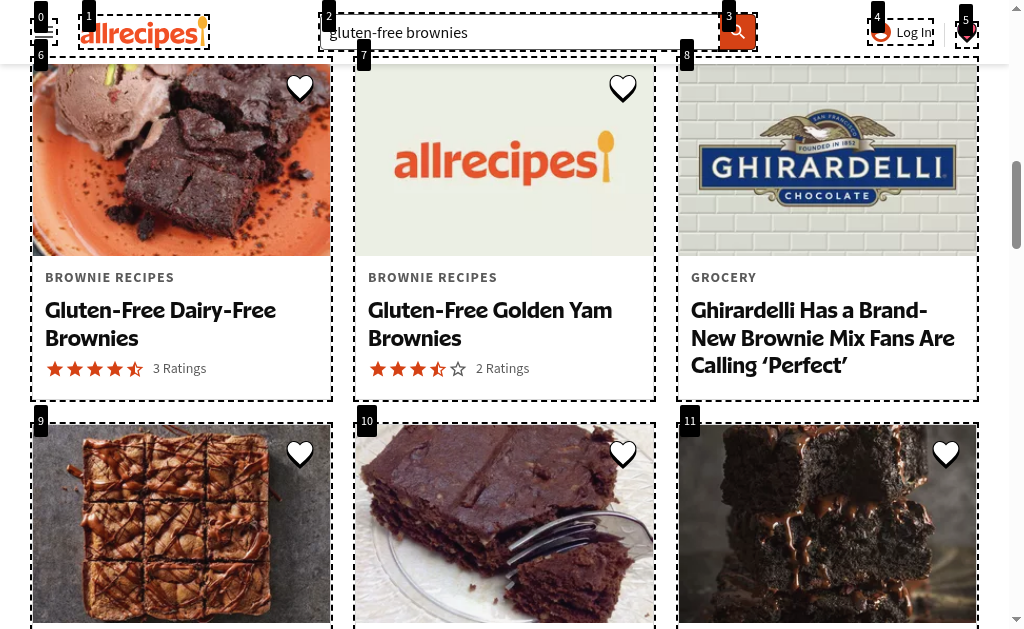 0
1
2
3
4
5
allrecipes
gluten-free brownies
Log In
6
7
8
allrecipes
SAN FRANCISCO
FOUNDED IN 1852
GHIRARDELLI
CHOCOLATE
BROWNIE RECIPES
Gluten-Free Dairy-Free
Brownies
3 Ratings
BROWNIE RECIPES
Gluten-Free Golden Yam
Brownies
2 Ratings
GROCERY
Ghirardelli Has a Brand-
New Brownie Mix Fans Are
Calling ‘Perfect’
9
10
11